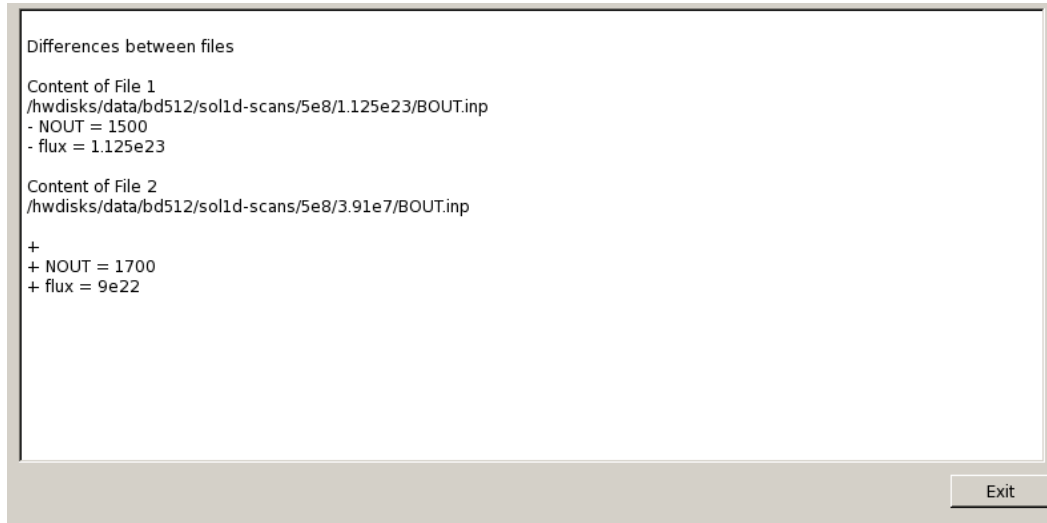 Differences between files
Content of File 1
/hwdisks/data/bd512/sol1d-scans/5e8/1.125e23/BOUT.inp
- NOUT = 1500
- flux = 1.125e23
Content of File 2
/hwdisks/data/bd512/sol1d-scans/5e8/3.91e7/BOUT.inp
+
+ NOUT = 1700
+ flux = 9e22
Exit